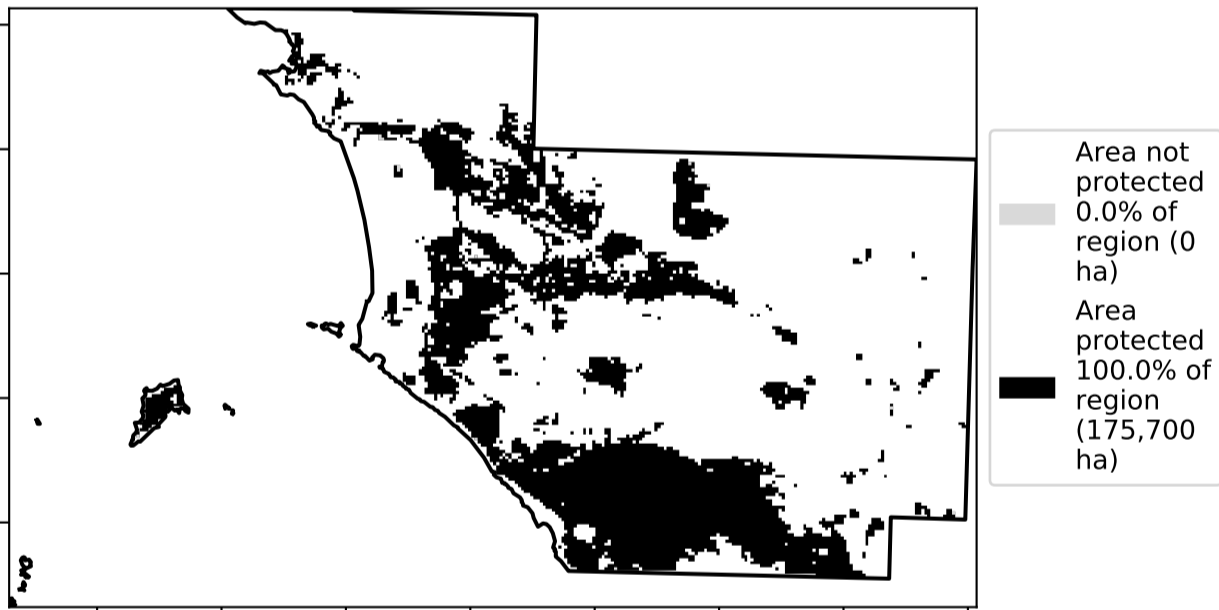 Area not
protected
0.0% of
region (0
ha)
Area
protected
100.0% of
region
(175,700
ha)